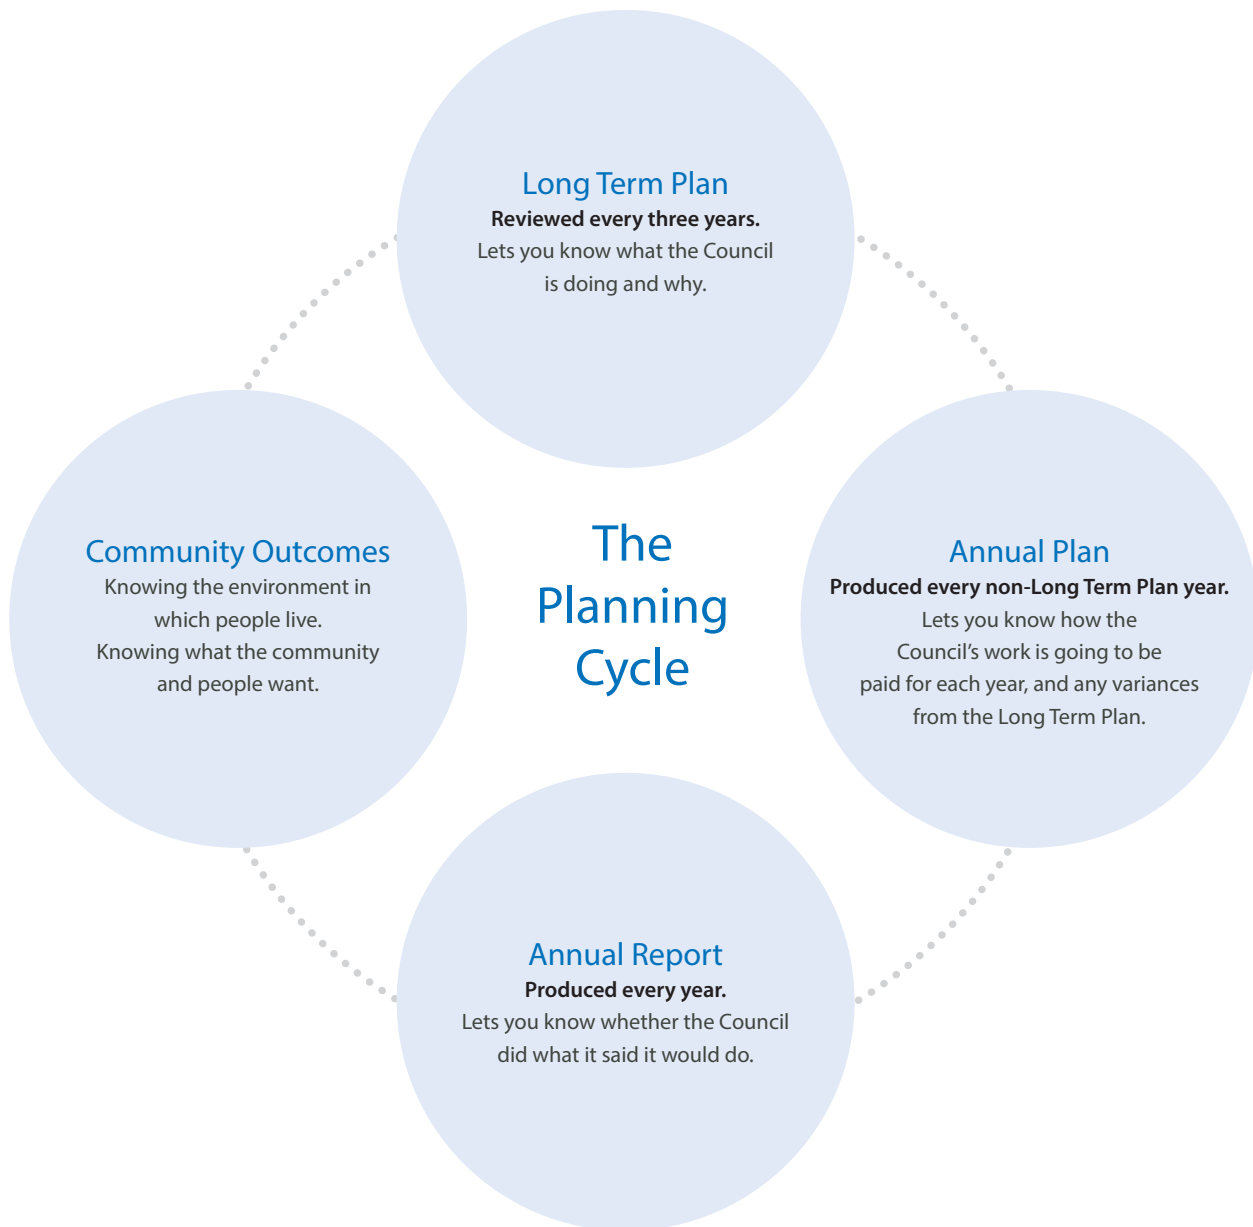 Long Term Plan
Reviewed every three years.
Lets you know what the Council
is doing and why.
Community Outcomes
Knowing the environment in
which people live.
Knowing what the community
and people want.
The
Planning
Cycle
Annual Plan
Produced every non-Long Term Plan year.
Lets you know how the
Council’s work is going to be
paid for each year, and any variances
from the Long Term Plan.
Annual Report
Produced every year.
Lets you know whether the Council
did what it said it would do.